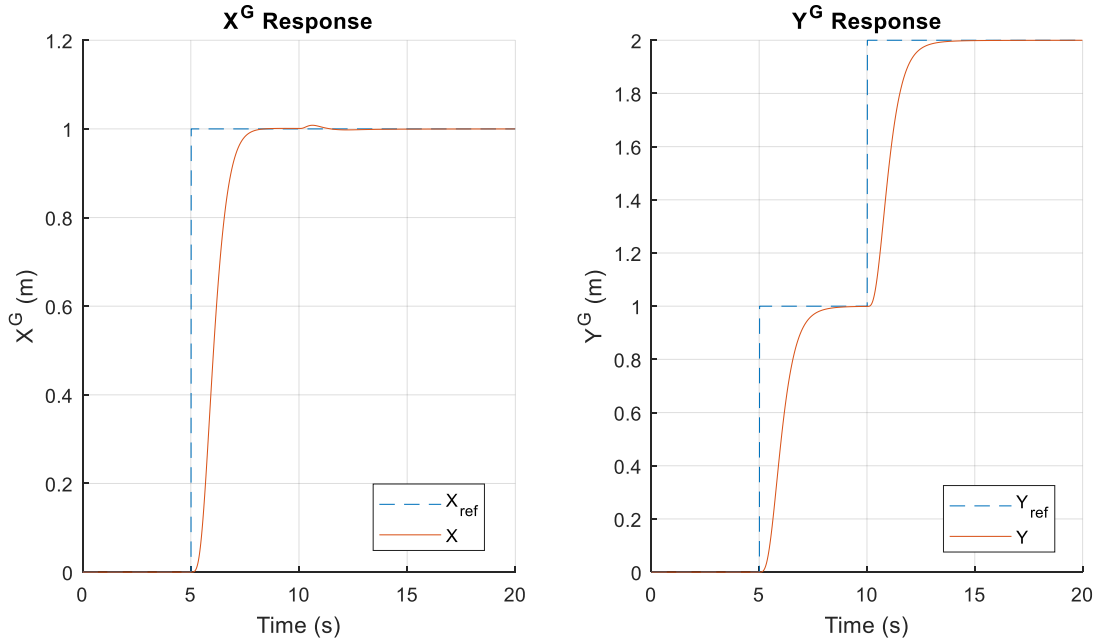 X^G Response
1.2
1
0.8
0.6
0.4
0.2
0
X^G (m)
0 5 10 15 20
Time (s)
X_ref
X
Y^G Response
2
1.8
1.6
1.4
1.2
1
0.8
0.6
0.4
0.2
0
Y^G (m)
0 5 10 15 20
Time (s)
Y_ref
Y